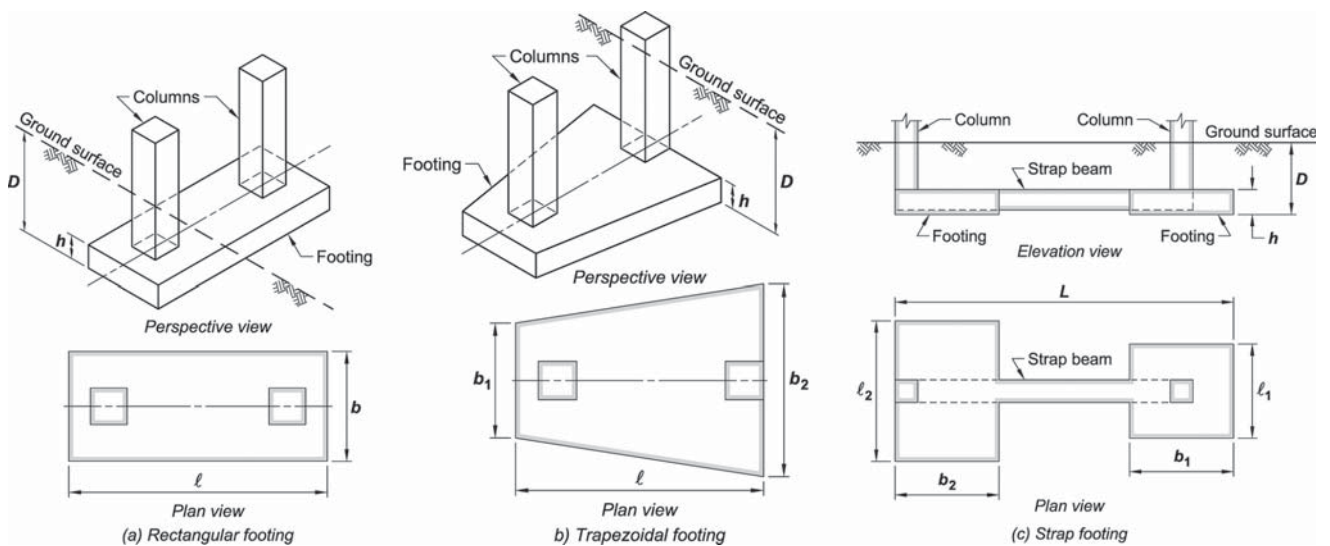 Columns
Ground surface
D
h
Footing
Perspective view
b
ℓ
Plan view
(a) Rectangular footing
Columns
Ground surface
Footing
D
h
Perspective view
b₁
b₂
ℓ
Plan view
b) Trapezoidal footing
Column
Column
Ground surface
Strap beam
D
Footing
Footing
h
Elevation view
L
Strap beam
ℓ₂
ℓ₁
b₂
b₁
Plan view
(c) Strap footing